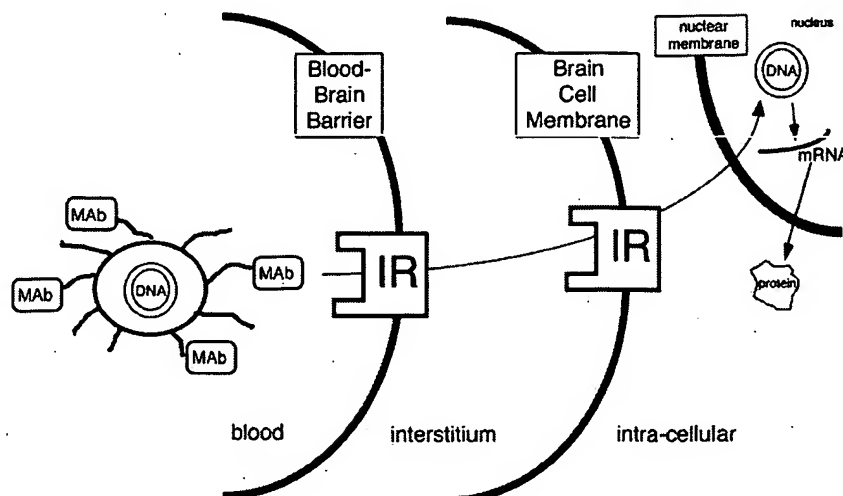 Blood-
Brain
Barrier
Brain
Cell
Membrane
nuclear
membrane
nucleus
DNA
mRNA
MAb
MAb
MAb
DNA
MAb
IR
IR
protein
blood
interstitium
intra-cellular